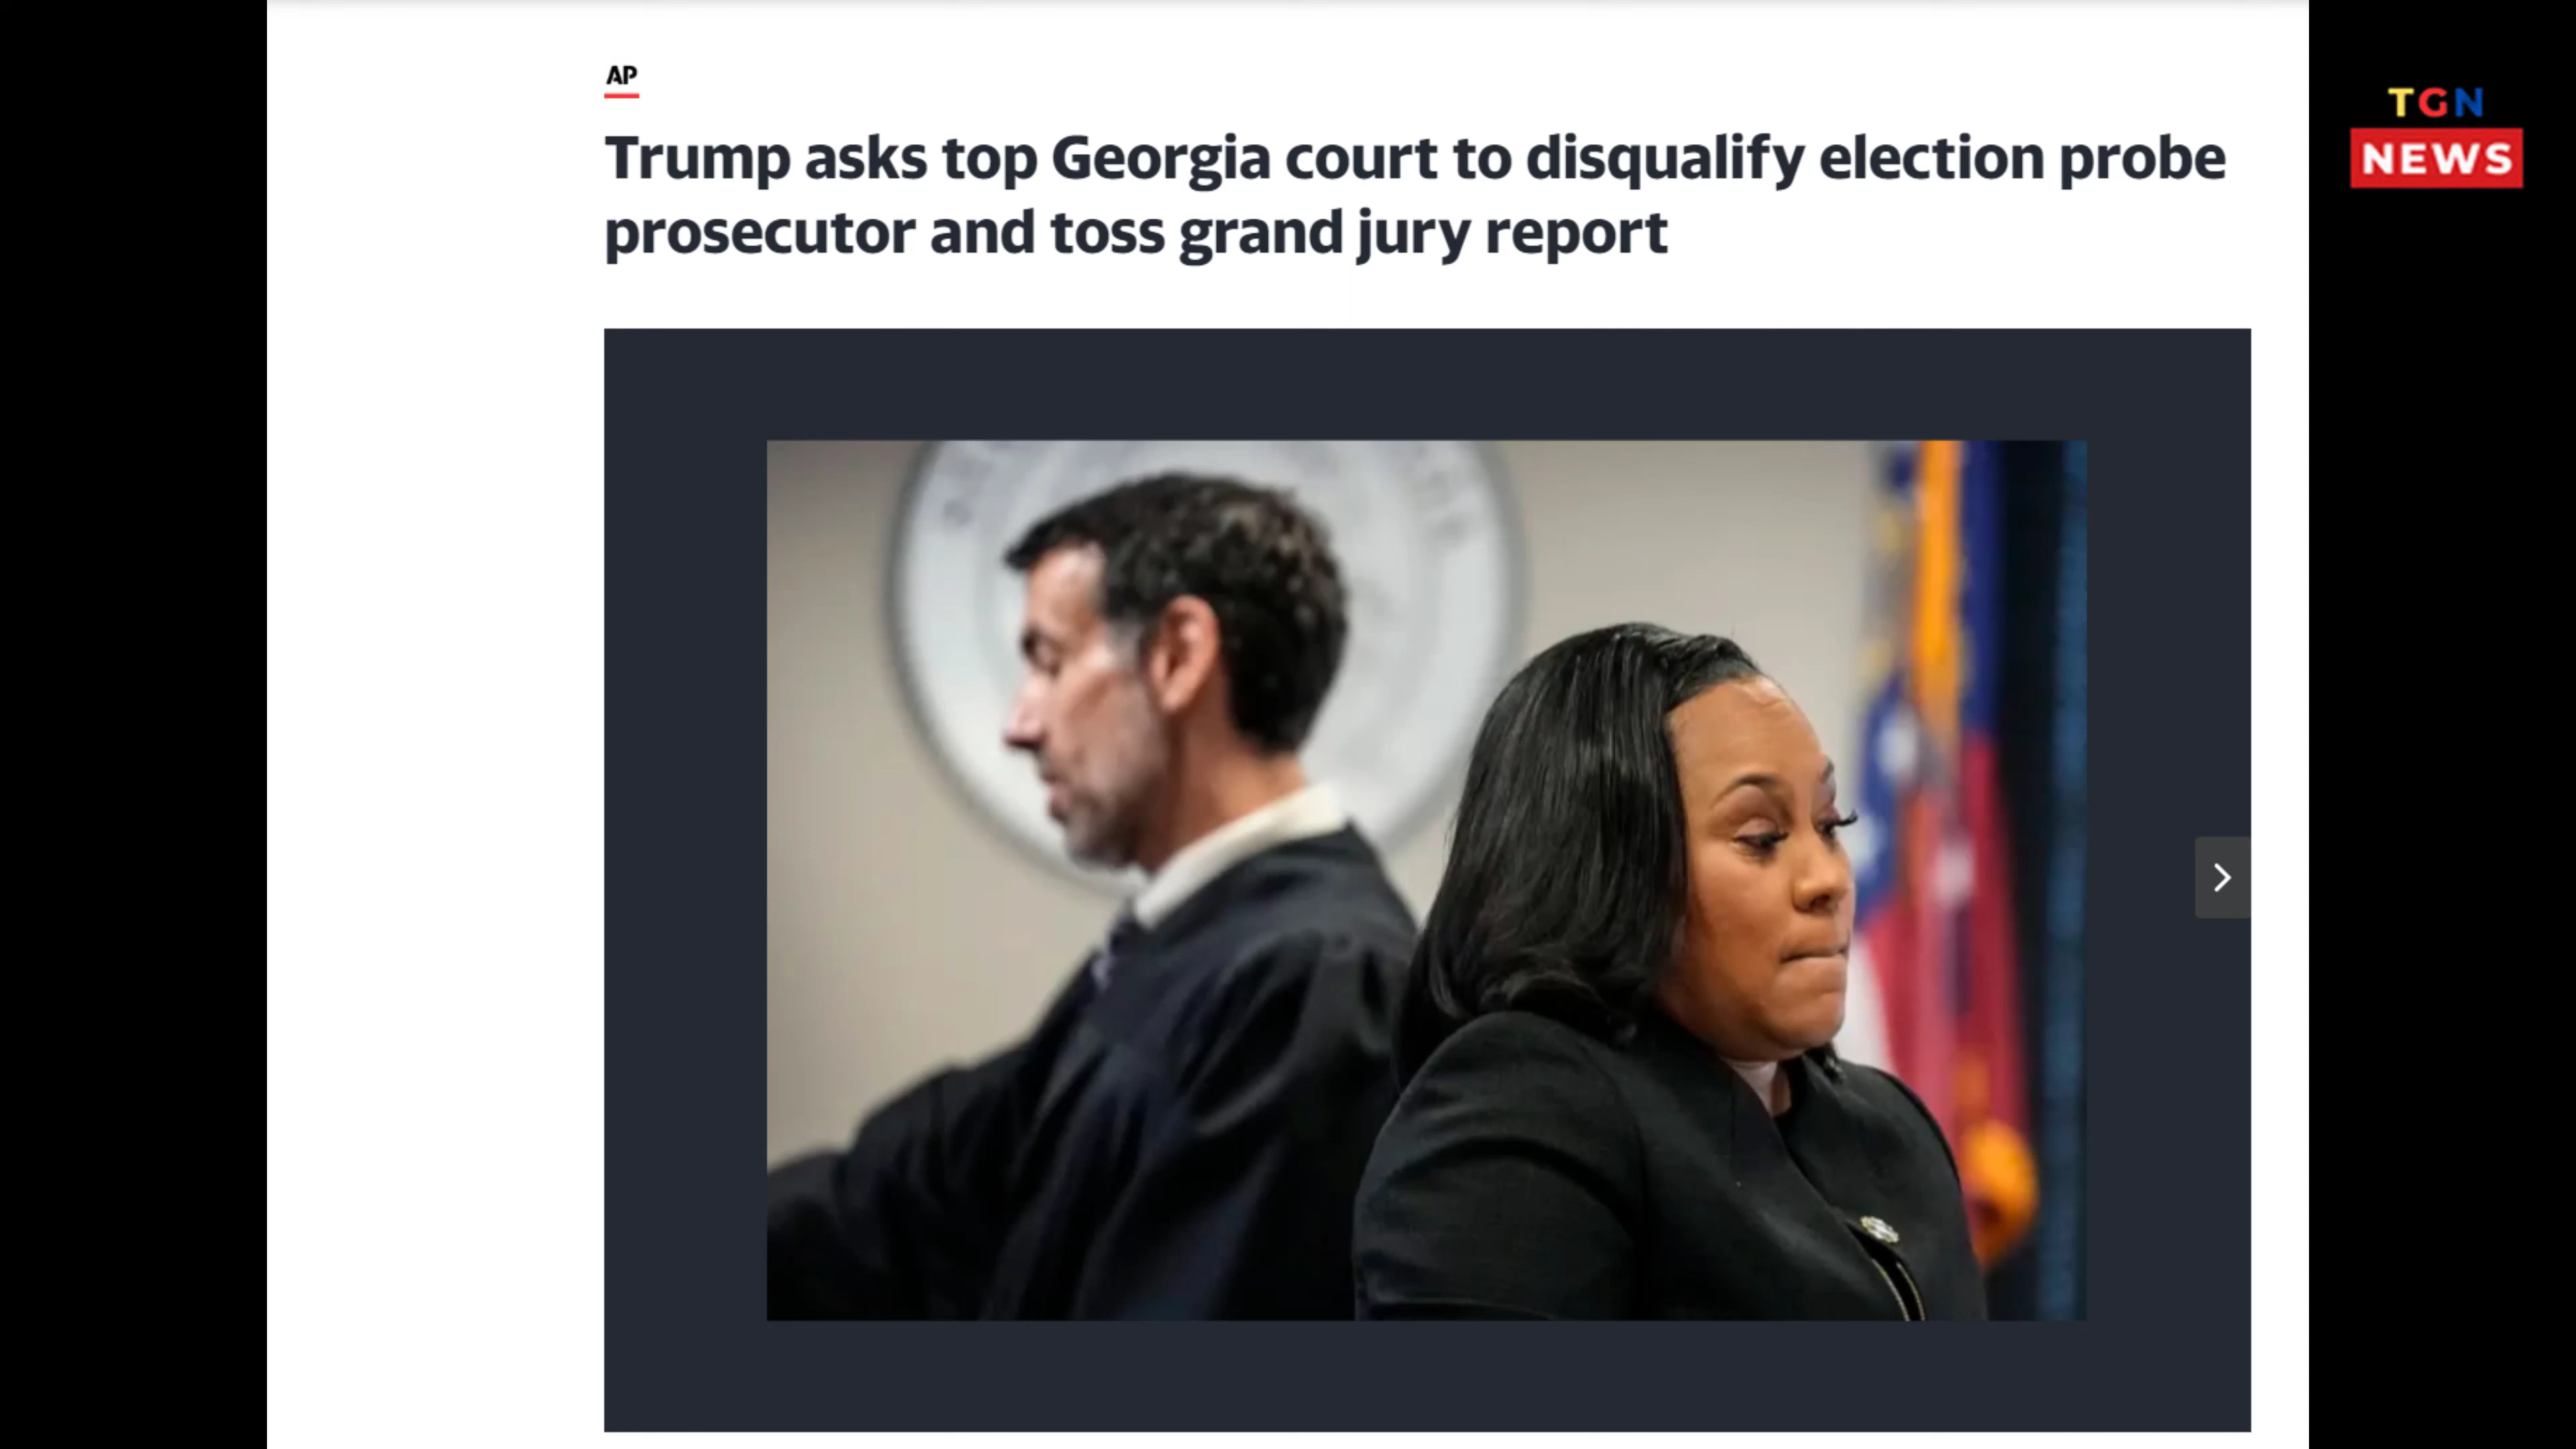 AP
Trump asks top Georgia court to disqualify election probe
prosecutor and toss grand jury report
TGN
NEWS